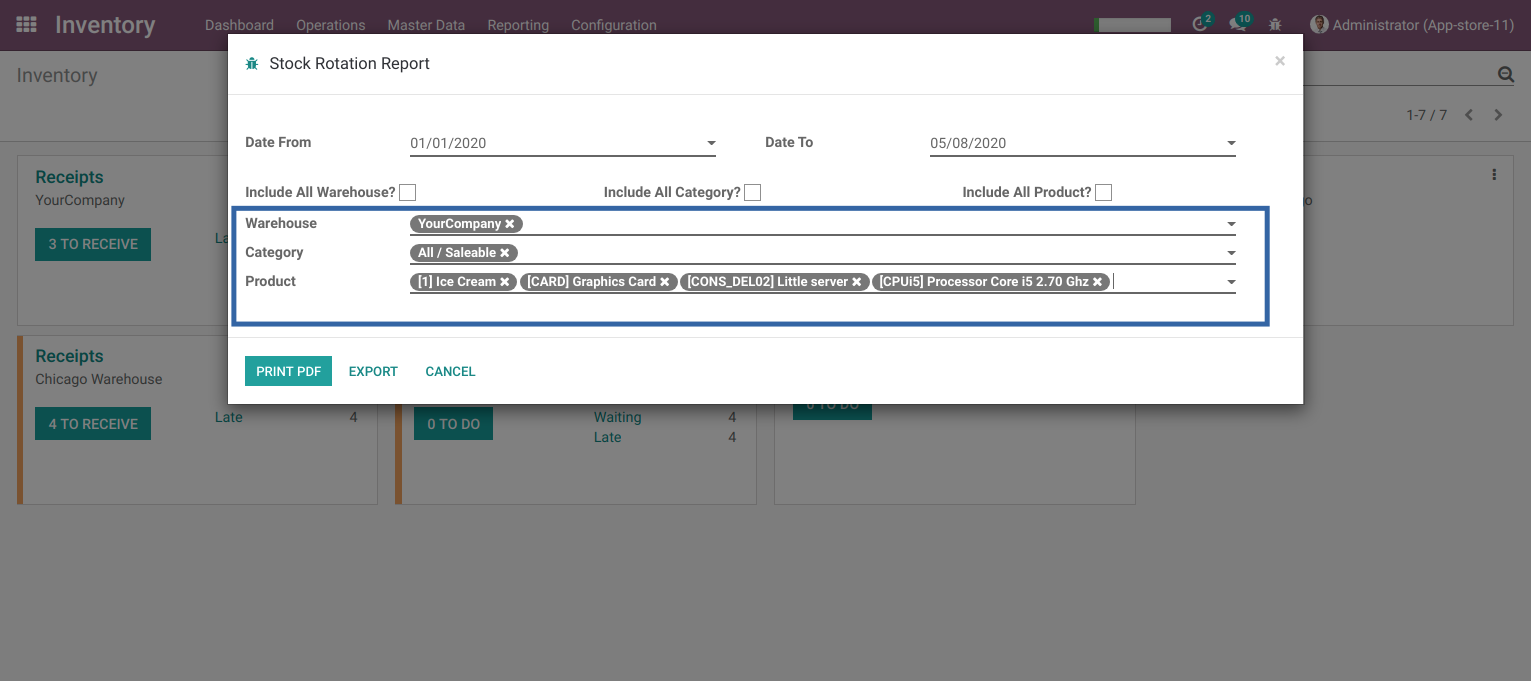 Inventory Dashboard Operations Master Data Reporting Configuration 2 10 Administrator (App-store-11)
Stock Rotation Report ×
Inventory
1-7 / 7
Date From 01/01/2020 Date To 05/08/2020
Include All Warehouse? Include All Category? Include All Product?
Warehouse YourCompany
Category All / Saleable
Product [1] Ice Cream [CARD] Graphics Card [CONS_DEL02] Little server [CPUi5] Processor Core i5 2.70 Ghz
PRINT PDF EXPORT CANCEL
Receipts
YourCompany
3 TO RECEIVE
Receipts
Chicago Warehouse
4 TO RECEIVE Late 4
0 TO DO Waiting 4
Late 4